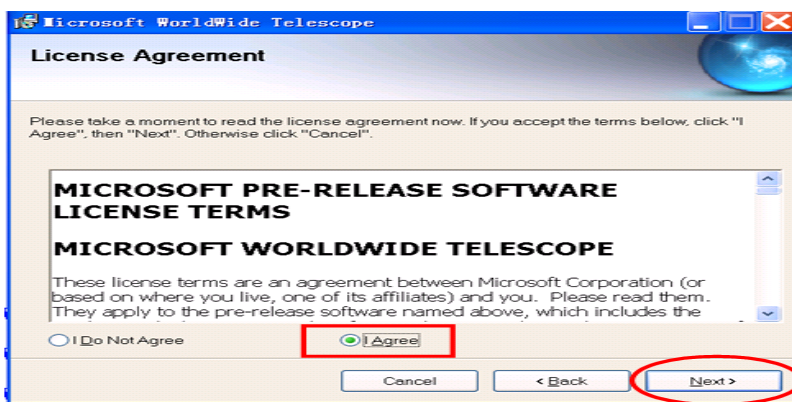 Microsoft WorldWide Telescope
License Agreement
Please take a moment to read the license agreement now. If you accept the terms below, click "I
Agree", then "Next". Otherwise click "Cancel".
MICROSOFT PRE-RELEASE SOFTWARE
LICENSE TERMS
MICROSOFT WORLDWIDE TELESCOPE
These license terms are an agreement between Microsoft Corporation (or
based on where you live, one of its affiliates) and you. Please read them.
They apply to the pre-release software named above, which includes the
I Do Not Agree
I Agree
Cancel
< Back
Next >